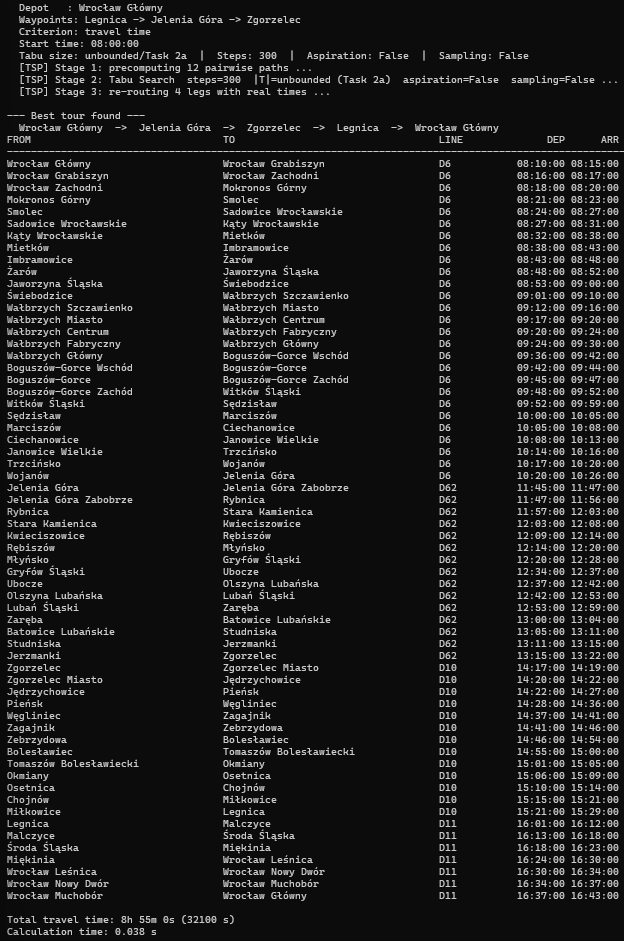 Depot   : Wrocław Główny
Waypoints: Legnica -> Jelenia Góra -> Zgorzelec
Criterion: travel time
Start time: 08:00:00
Tabu size: unbounded/Task 2a  |  Steps: 300  |  Aspiration: False  |  Sampling: False
[TSP] Stage 1: precomputing 12 pairwise paths ...
[TSP] Stage 2: Tabu Search  steps=300  |T|=unbounded (Task 2a)  aspiration=False  sampling=False ...
[TSP] Stage 3: re-routing 4 legs with real times ...
--- Best tour found ---
Wrocław Główny  ->  Jelenia Góra  ->  Zgorzelec  ->  Legnica  ->  Wrocław Główny
FROM TO LINE DEP ARR
Wrocław Główny Wrocław Grabiszyn D6 08:10:00 08:15:00
Wrocław Grabiszyn Wrocław Zachodni D6 08:16:00 08:17:00
Wrocław Zachodni Mokronos Górny D6 08:18:00 08:20:00
Mokronos Górny Smolec D6 08:21:00 08:23:00
Smolec Sadowice Wrocławskie D6 08:24:00 08:27:00
Sadowice Wrocławskie Kąty Wrocławskie D6 08:27:00 08:31:00
Kąty Wrocławskie Mietków D6 08:32:00 08:38:00
Mietków Imbramowice D6 08:38:00 08:43:00
Imbramowice Żarów D6 08:43:00 08:48:00
Żarów Jaworzyna Śląska D6 08:48:00 08:52:00
Jaworzyna Śląska Świebodzice D6 08:53:00 09:00:00
Świebodzice Wałbrzych Szczawienko D6 09:01:00 09:10:00
Wałbrzych Szczawienko Wałbrzych Miasto D6 09:12:00 09:16:00
Wałbrzych Miasto Wałbrzych Centrum D6 09:17:00 09:20:00
Wałbrzych Centrum Wałbrzych Fabryczny D6 09:20:00 09:24:00
Wałbrzych Fabryczny Wałbrzych Główny D6 09:24:00 09:30:00
Wałbrzych Główny Boguszów-Gorce Wschód D6 09:36:00 09:42:00
Boguszów-Gorce Wschód Boguszów-Gorce D6 09:42:00 09:44:00
Boguszów-Gorce Boguszów-Gorce Zachód D6 09:45:00 09:47:00
Boguszów-Gorce Zachód Witków Śląski D6 09:48:00 09:52:00
Witków Śląski Sędzisław D6 09:52:00 09:59:00
Sędzisław Marciszów D6 10:00:00 10:05:00
Marciszów Ciechanowice D6 10:05:00 10:08:00
Ciechanowice Janowice Wielkie D6 10:08:00 10:13:00
Janowice Wielkie Trzcińsko D6 10:14:00 10:16:00
Trzcińsko Wojanów D6 10:17:00 10:20:00
Wojanów Jelenia Góra D6 10:20:00 10:26:00
Jelenia Góra Jelenia Góra Zabobrze D62 11:45:00 11:47:00
Jelenia Góra Zabobrze Rybnica D62 11:47:00 11:56:00
Rybnica Stara Kamienica D62 11:57:00 12:03:00
Stara Kamienica Kwieciszowice D62 12:03:00 12:08:00
Kwieciszowice Rębiszów D62 12:09:00 12:14:00
Rębiszów Młyńsko D62 12:14:00 12:20:00
Młyńsko Gryfów Śląski D62 12:20:00 12:28:00
Gryfów Śląski Ubocze D62 12:34:00 12:37:00
Ubocze Olszyna Lubańska D62 12:37:00 12:42:00
Olszyna Lubańska Lubań Śląski D62 12:42:00 12:53:00
Lubań Śląski Zaręba D62 12:53:00 12:59:00
Zaręba Batowice Lubańskie D62 13:00:00 13:04:00
Batowice Lubańskie Studniska D62 13:05:00 13:11:00
Studniska Jerzmanki D62 13:11:00 13:15:00
Jerzmanki Zgorzelec D62 13:15:00 13:22:00
Zgorzelec Zgorzelec Miasto D10 14:17:00 14:19:00
Zgorzelec Miasto Jędrzychowice D10 14:20:00 14:22:00
Jędrzychowice Pieńsk D10 14:22:00 14:27:00
Pieńsk Węgliniec D10 14:28:00 14:36:00
Węgliniec Zagajnik D10 14:37:00 14:41:00
Zagajnik Zebrzydowa D10 14:41:00 14:46:00
Zebrzydowa Bolesławiec D10 14:46:00 14:54:00
Bolesławiec Tomaszów Bolesławiecki D10 14:55:00 15:00:00
Tomaszów Bolesławiecki Okmiany D10 15:01:00 15:05:00
Okmiany Osetnica D10 15:06:00 15:09:00
Osetnica Chojnów D10 15:10:00 15:14:00
Chojnów Miłkowice D10 15:15:00 15:21:00
Miłkowice Legnica D10 15:21:00 15:29:00
Legnica Malczyce D11 16:01:00 16:12:00
Malczyce Środa Śląska D11 16:13:00 16:18:00
Środa Śląska Miękinia D11 16:18:00 16:23:00
Miękinia Wrocław Leśnica D11 16:24:00 16:30:00
Wrocław Leśnica Wrocław Nowy Dwór D11 16:30:00 16:34:00
Wrocław Nowy Dwór Wrocław Muchobór D11 16:34:00 16:37:00
Wrocław Muchobór Wrocław Główny D11 16:37:00 16:43:00
Total travel time: 8h 55m 0s (32100 s)
Calculation time: 0.038 s